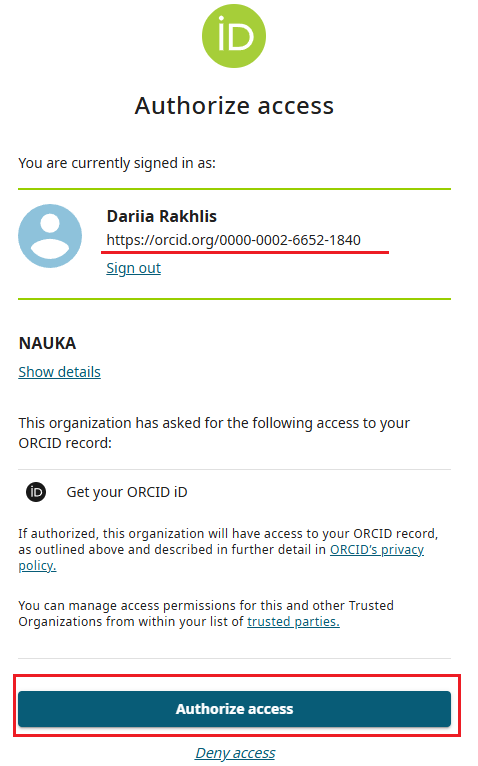 iD
Authorize access
You are currently signed in as:
Dariia Rakhlis
https://orcid.org/0000-0002-6652-1840
Sign out
NAUKA
Show details
This organization has asked for the following access to your
ORCID record:
iD Get your ORCID iD
If authorized, this organization will have access to your ORCID record,
as outlined above and described in further detail in ORCID's privacy
policy.
You can manage access permissions for this and other Trusted
Organizations from within your list of trusted parties.
Authorize access
Deny access